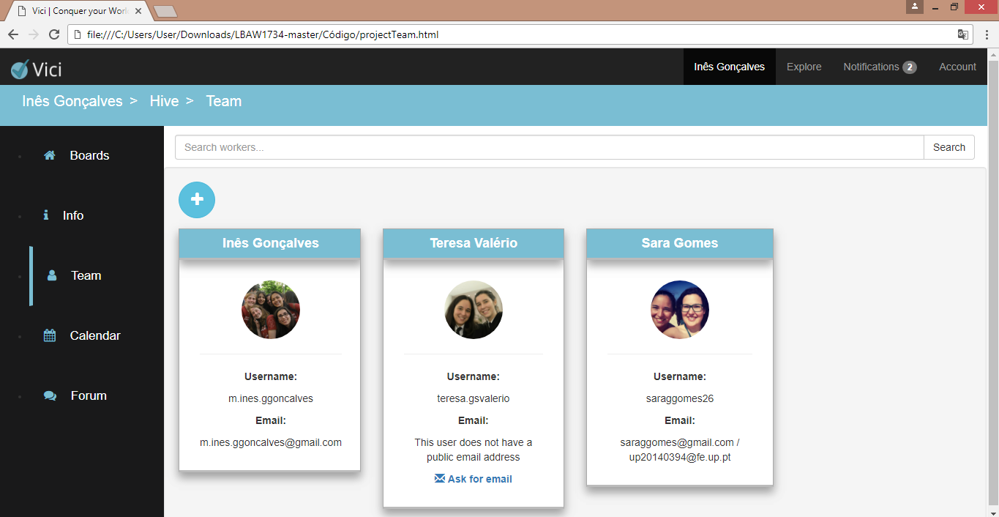 Vici | Conquer your Work
file:///C:/Users/User/Downloads/LBAW1734-master/Código/projectTeam.html
Vici
Inês Gonçalves Explore Notifications 2 Account
Inês Gonçalves > Hive > Team
Boards
Info
Team
Calendar
Forum
Search workers... Search
Inês Gonçalves
Username:
m.ines.ggoncalves
Email:
m.ines.ggoncalves@gmail.com
Teresa Valério
Username:
teresa.gsvalerio
Email:
This user does not have a
public email address
Ask for email
Sara Gomes
Username:
saraggomes26
Email:
saraggomes@gmail.com /
up20140394@fe.up.pt